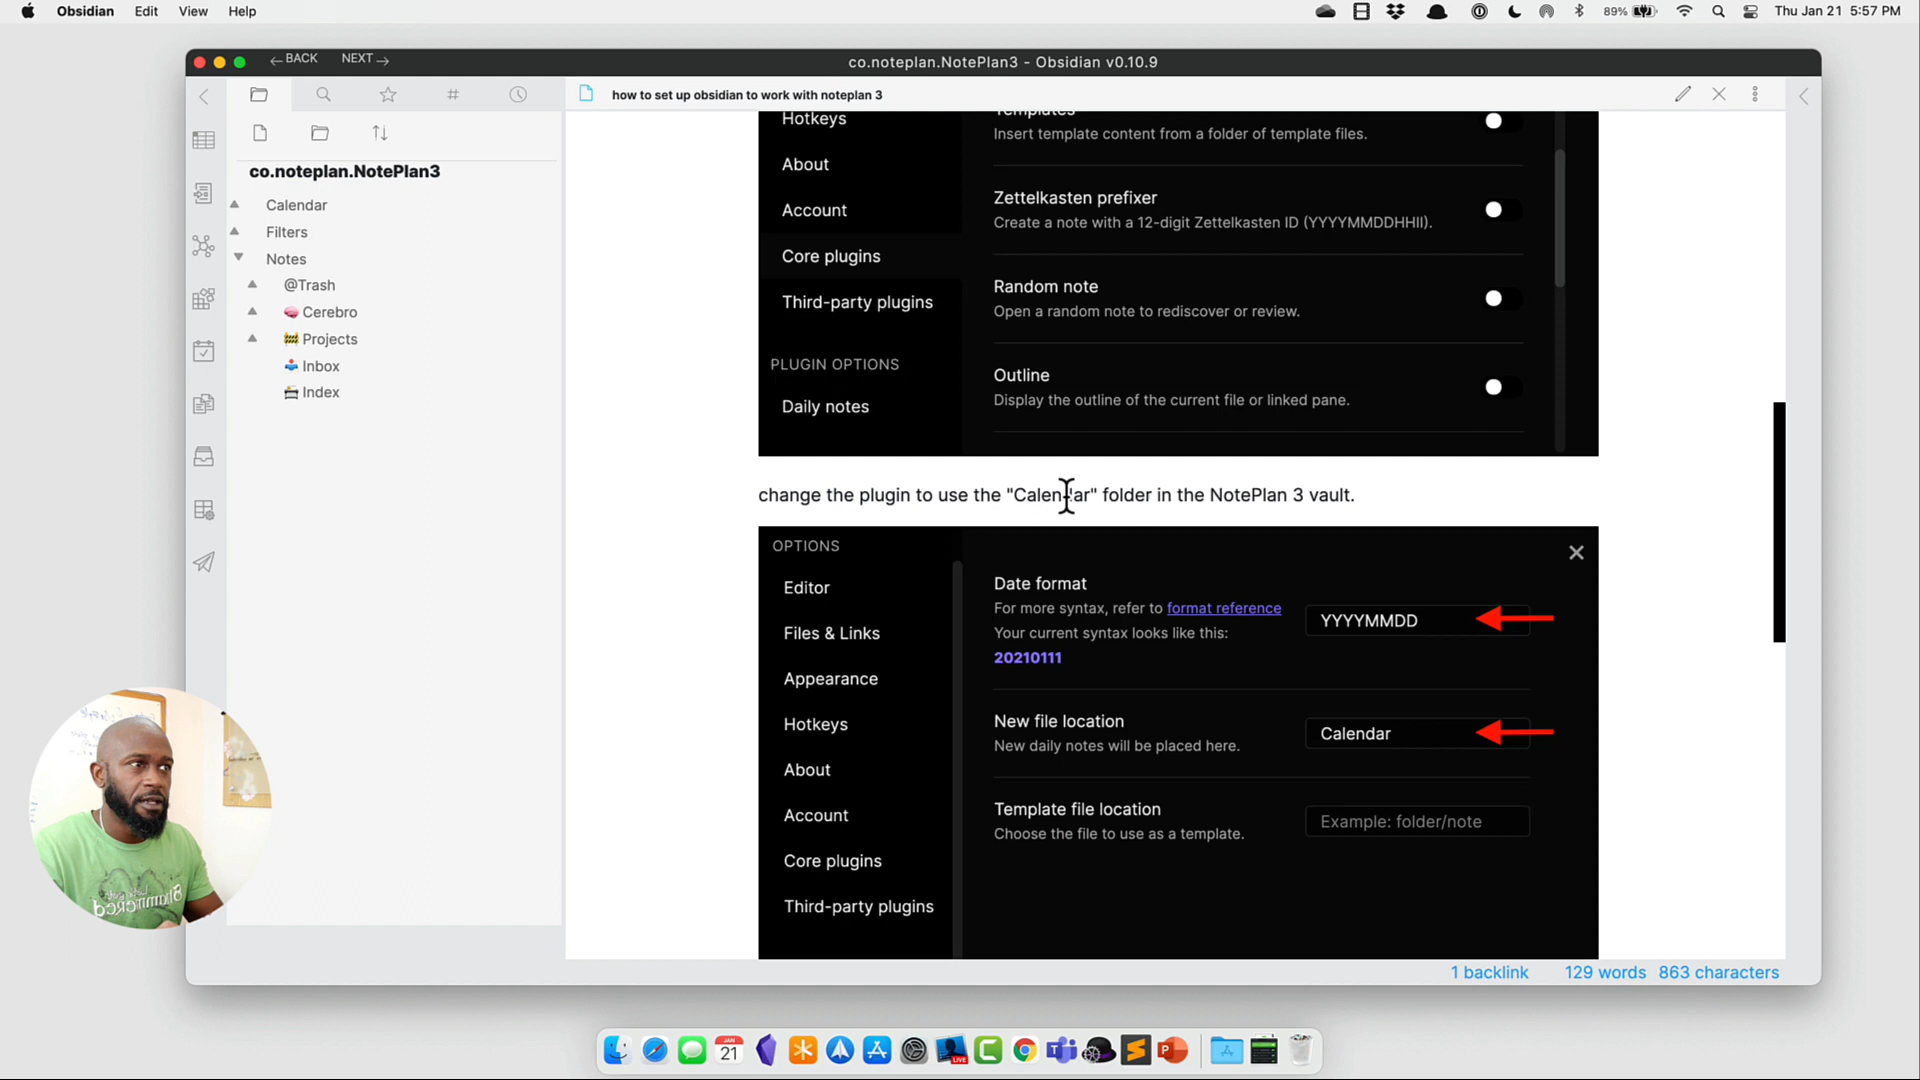 Obsidian Edit View Help
89% Thu Jan 21 5:57 PM
← BACK NEXT →
co.noteplan.NotePlan3 - Obsidian v0.10.9
how to set up obsidian to work with noteplan 3
co.noteplan.NotePlan3
Calendar
Filters
Notes
@Trash
Cerebro
Projects
Inbox
Index
Hotkeys
About
Account
Core plugins
Third-party plugins
PLUGIN OPTIONS
Daily notes
Templates
Insert template content from a folder of template files.
Zettelkasten prefixer
Create a note with a 12-digit Zettelkasten ID (YYYYMMDDHHII).
Random note
Open a random note to rediscover or review.
Outline
Display the outline of the current file or linked pane.
change the plugin to use the "Calendar" folder in the NotePlan 3 vault.
OPTIONS
Editor
Files & Links
Appearance
Hotkeys
About
Account
Core plugins
Third-party plugins
Date format
For more syntax, refer to format reference
Your current syntax looks like this:
20210111
YYYYMMDD
New file location
New daily notes will be placed here.
Calendar
Template file location
Choose the file to use as a template.
Example: folder/note
1 backlink 129 words 863 characters
JAN
21
LIVE